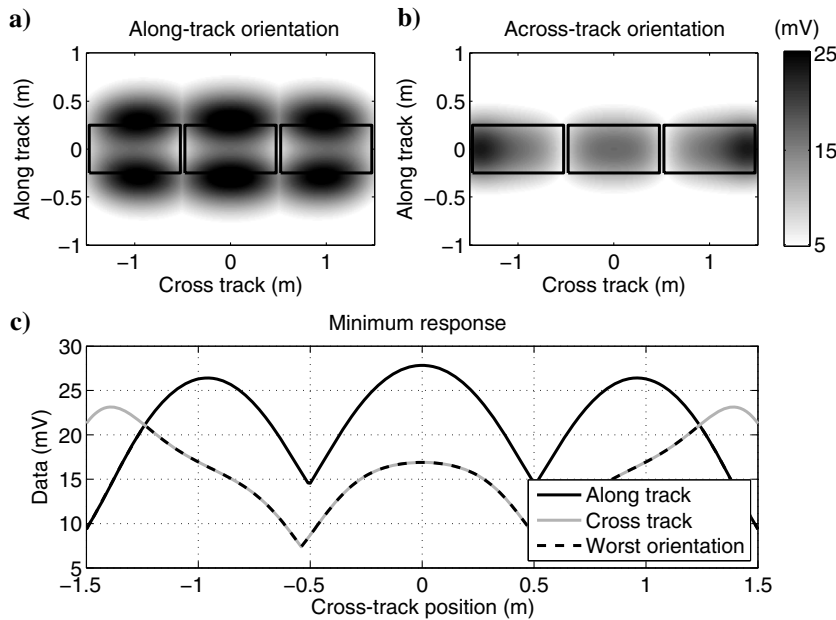 a)
Along-track orientation
Along track (m)
1
0.5
0
−0.5
−1
−1 0 1
Cross track (m)
b)
Across-track orientation
Along track (m)
1
0.5
0
−0.5
−1
−1 0 1
Cross track (m)
(mV)
25
5
c)
Minimum response
Data (mV)
30
25
20
15
10
5
−1.5 −1 −0.5 0 0.5 1 1.5
Cross-track position (m)
Along track
Cross track
Worst orientation